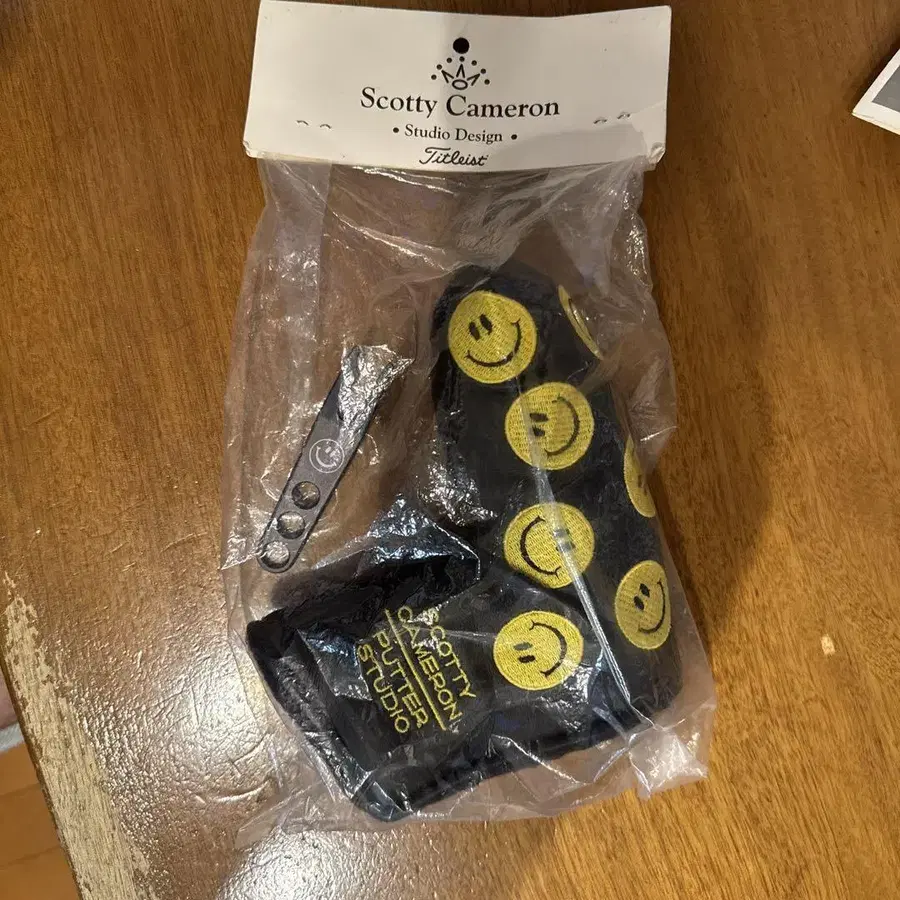 Scotty Cameron
• Studio Design •
Titleist
SCOTTY
CAMERON
PUTTER
STUDIO